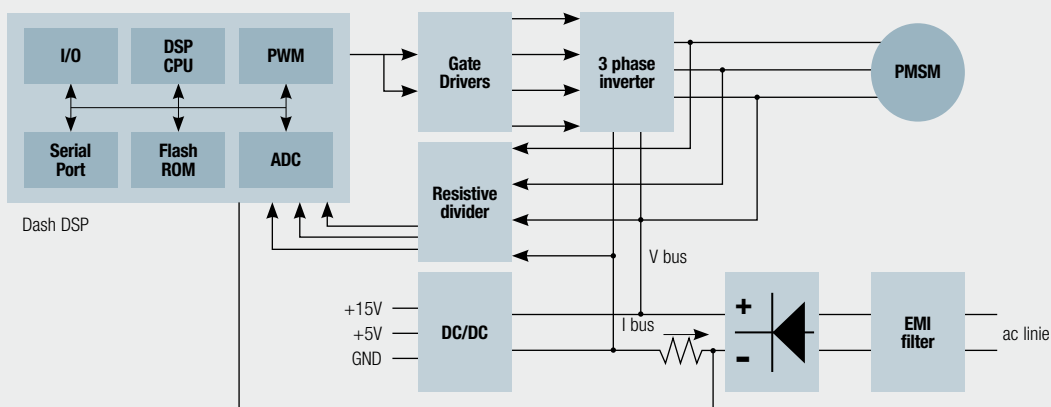 I/O
DSP
CPU
PWM
Serial
Port
Flash
ROM
ADC
Dash DSP
Gate
Drivers
3 phase
inverter
PMSM
Resistive
divider
V bus
+15V
+5V
GND
DC/DC
I bus
+
-
EMI
filter
ac linie